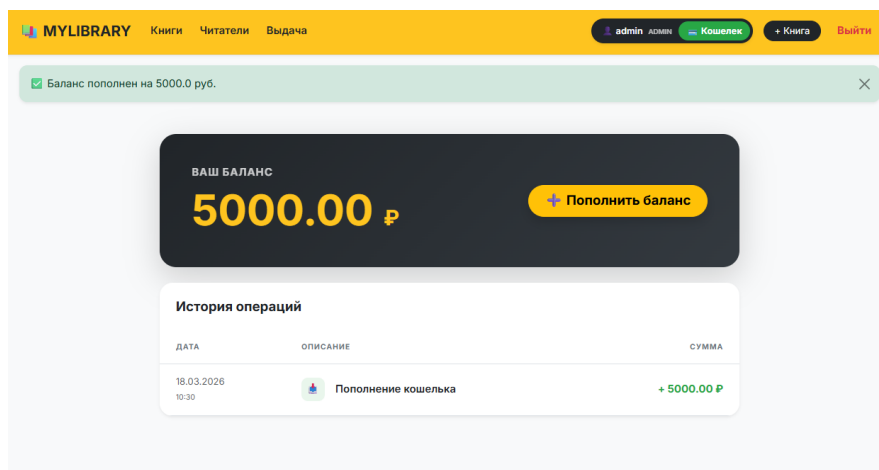 MYLIBRARY Книги Читатели Выдача admin ADMIN Кошелек + Книга Выйти
Баланс пополнен на 5000.0 руб.
ВАШ БАЛАНС
5000.00 ₽
Пополнить баланс
История операций
ДАТА ОПИСАНИЕ СУММА
18.03.2026
10:30
Пополнение кошелька
+ 5000.00 ₽